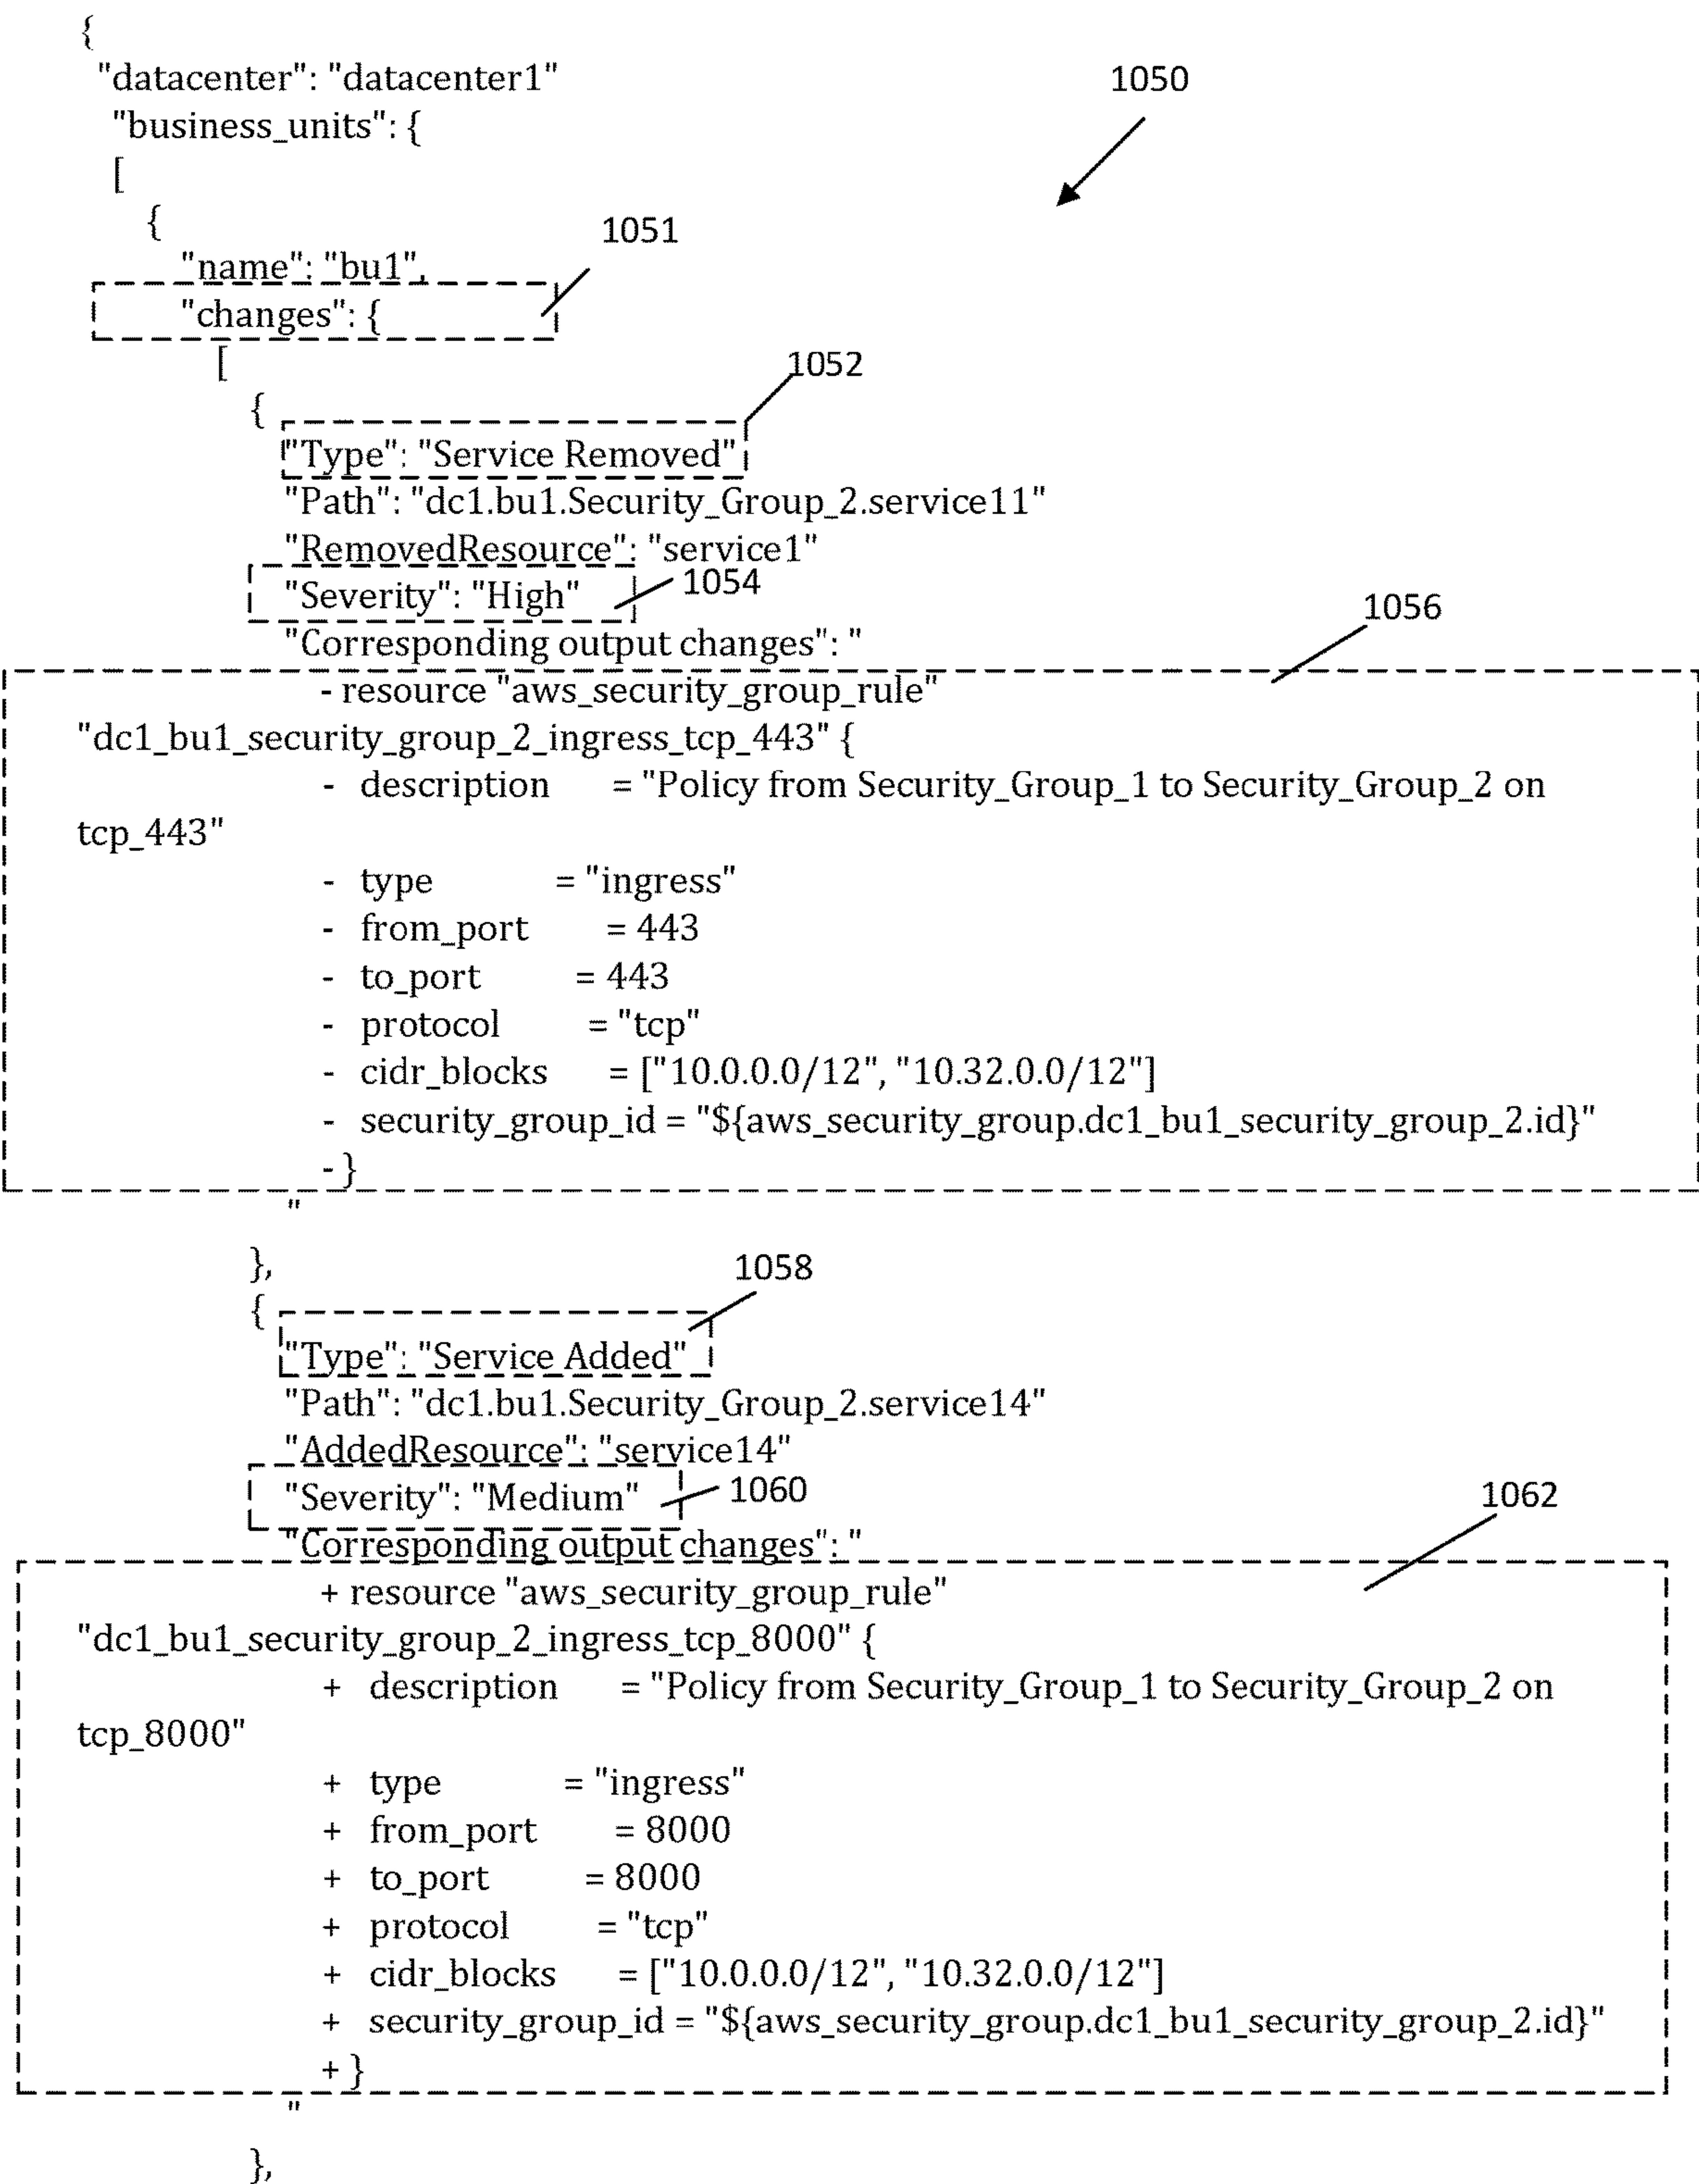 {
"datacenter": "datacenter1"
1050
"business_units": {
[
{
1051
"name": "bu1",
"changes": {
[
1052
{
"Type": "Service Removed"
"Path": "dc1.bu1.Security_Group_2.service11"
"RemovedResource": "service1"
"Severity": "High"
1054
1056
"Corresponding output changes": "
- resource "aws_security_group_rule"
"dc1_bu1_security_group_2_ingress_tcp_443" {
- description = "Policy from Security_Group_1 to Security_Group_2 on
tcp_443"
- type = "ingress"
- from_port = 443
- to_port = 443
- protocol = "tcp"
- cidr_blocks = ["10.0.0.0/12", "10.32.0.0/12"]
- security_group_id = "${aws_security_group.dc1_bu1_security_group_2.id}"
- }
"
},
1058
{
"Type": "Service Added"
"Path": "dc1.bu1.Security_Group_2.service14"
"AddedResource": "service14"
"Severity": "Medium"
1060
1062
"Corresponding output changes": "
+ resource "aws_security_group_rule"
"dc1_bu1_security_group_2_ingress_tcp_8000" {
+ description = "Policy from Security_Group_1 to Security_Group_2 on
tcp_8000"
+ type = "ingress"
+ from_port = 8000
+ to_port = 8000
+ protocol = "tcp"
+ cidr_blocks = ["10.0.0.0/12", "10.32.0.0/12"]
+ security_group_id = "${aws_security_group.dc1_bu1_security_group_2.id}"
+ }
"
},